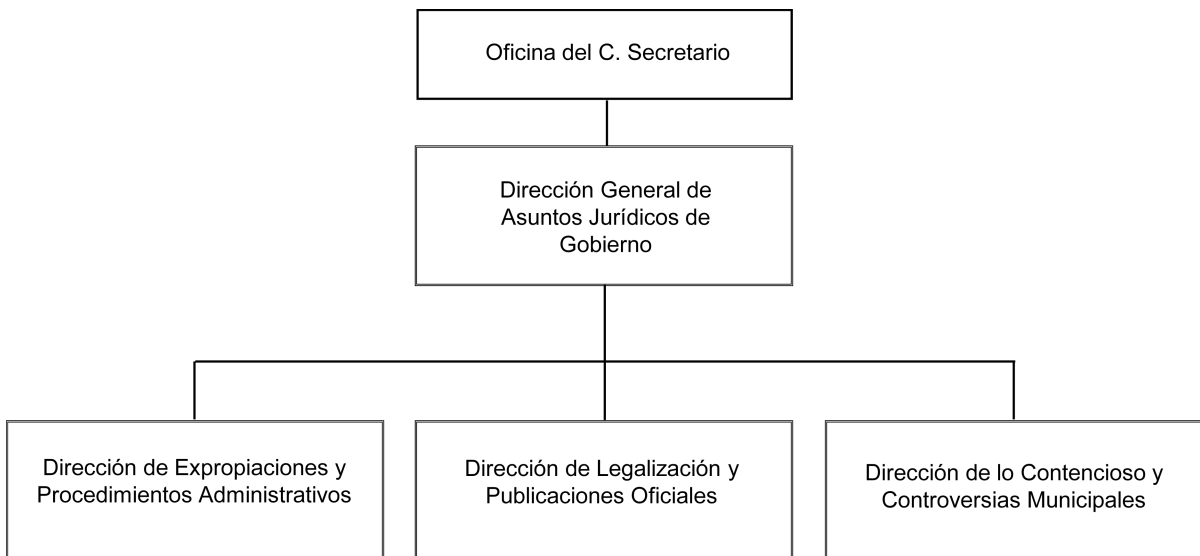 Oficina del C. Secretario
Dirección General de
Asuntos Jurídicos de
Gobierno
Dirección de Expropiaciones y
Procedimientos Administrativos
Dirección de Legalización y
Publicaciones Oficiales
Dirección de lo Contencioso y
Controversias Municipales